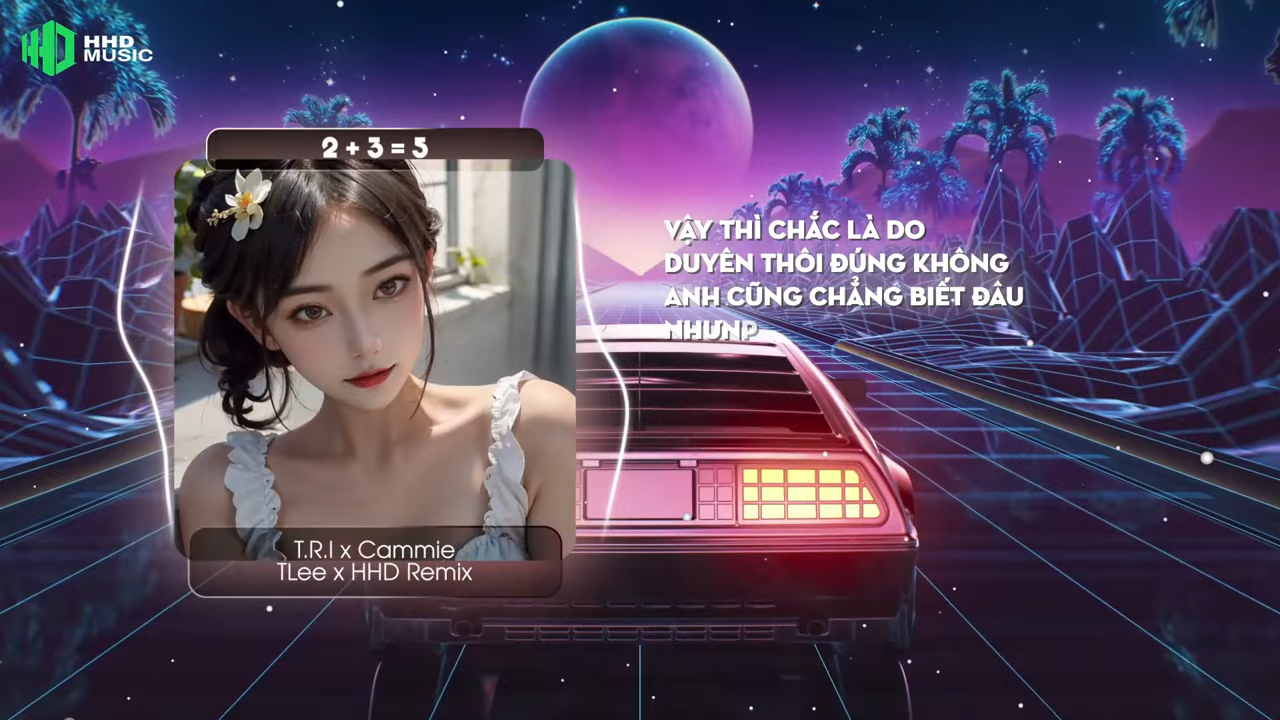 HHD
MUSIC
2 + 3 = 5
VẬY THÌ CHẮC LÀ DO
DUYÊN THÔI ĐÚNG KHÔNG
ANH CŨNG CHẲNG BIẾT ĐÂU
NHƯNP
T.R.I x Cammie
TLee x HHD Remix